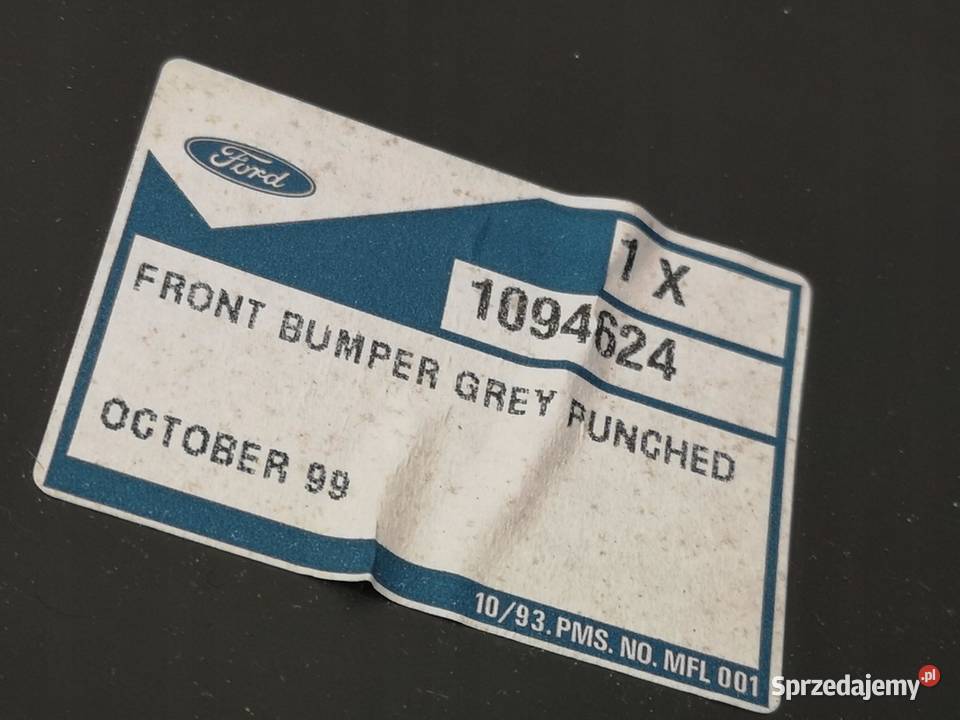 Ford
1 X
1094624
FRONT BUMPER GREY PUNCHED
OCTOBER 99
10/93.PMS. NO. MFL 001
Sprzedajemy.pl